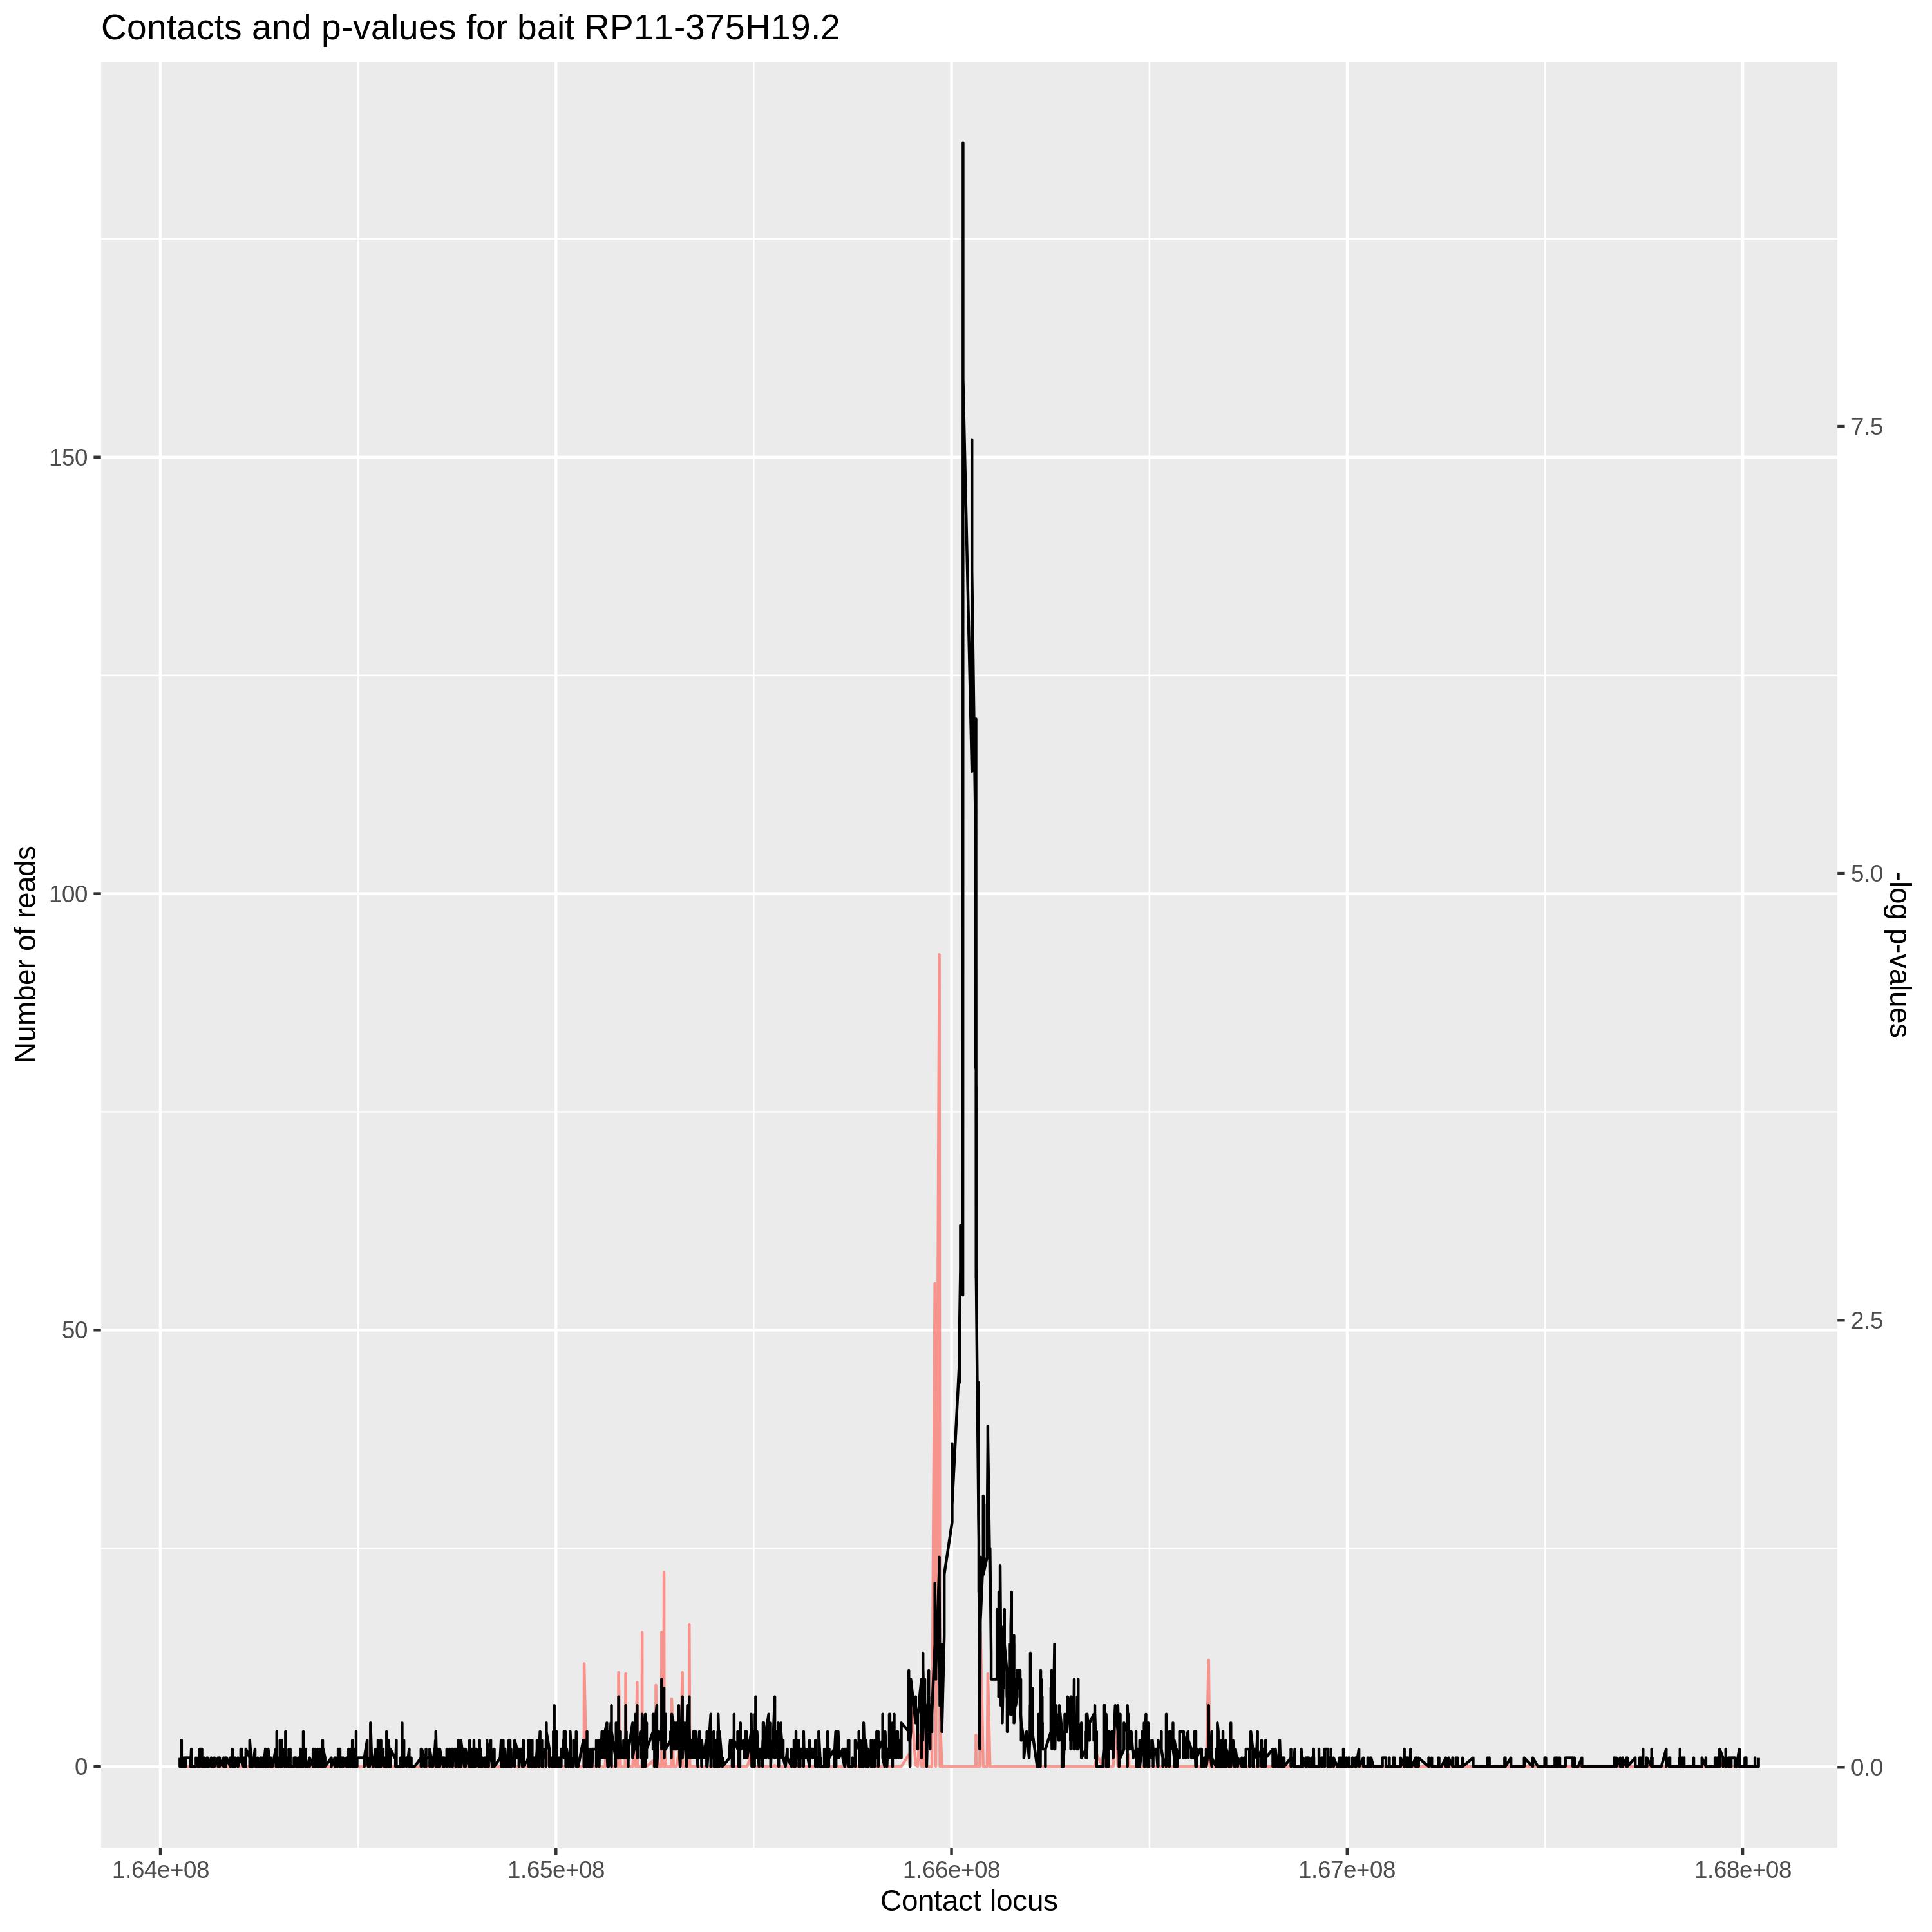 Contacts and p-values for bait RP11-375H19.2
150
100
50
0
Number of reads
7.5
5.0
2.5
0.0
-log p-values
1.64e+08 1.65e+08 1.66e+08 1.67e+08 1.68e+08
Contact locus